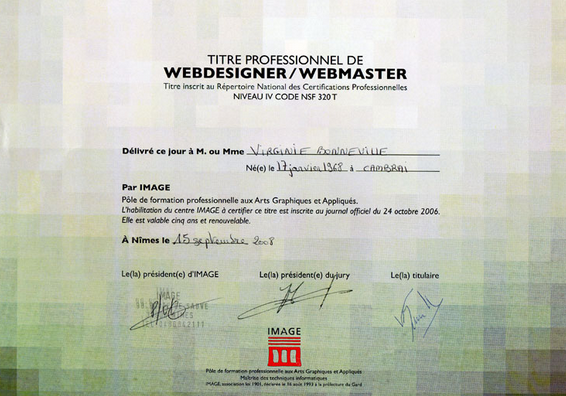 TITRE PROFESSIONNEL DE
WEBDESIGNER / WEBMASTER
Titre inscrit au Répertoire National des Certifications Professionnelles
NIVEAU IV CODE NSF 320 T
Délivré ce jour à M. ou Mme VIRGINIE BONNEVILLE
Né(e) le 17 janvier 1968 à CAMBRAI
Par IMAGE
Pôle de formation professionnelle aux Arts Graphiques et Appliqués.
L'habilitation du centre IMAGE à certifier ce titre est inscrite au journal officiel du 24 octobre 2006.
Elle est valable cinq ans et renouvelable.
À Nîmes le 15 septembre 2008
Le(la) président(e) d'IMAGE Le(la) président(e) du jury Le(la) titulaire
IMAGE
IMAGE
Pôle de formation professionnelle aux Arts Graphiques et Appliqués
Maîtrise des techniques informatiques
IMAGE, association loi 1901, déclarée le 16 août 1993 à la préfecture du Gard